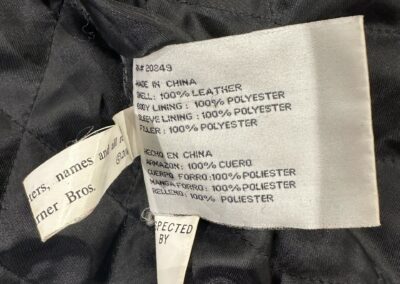 20249
MADE IN CHINA
SHELL: 100% LEATHER
BODY LINING: 100% POLYESTER
SLEEVE LINING: 100% POLYESTER
FILLER: 100% POLYESTER
HECHO EN CHINA
ARMAZON: 100% CUERO
CUERPO FORRO: 100% POLIESTER
MANGA FORRO: 100% POLIESTER
RELLENO: 100% POLIESTER
names and all
rner Bros.
SPECTED
BY